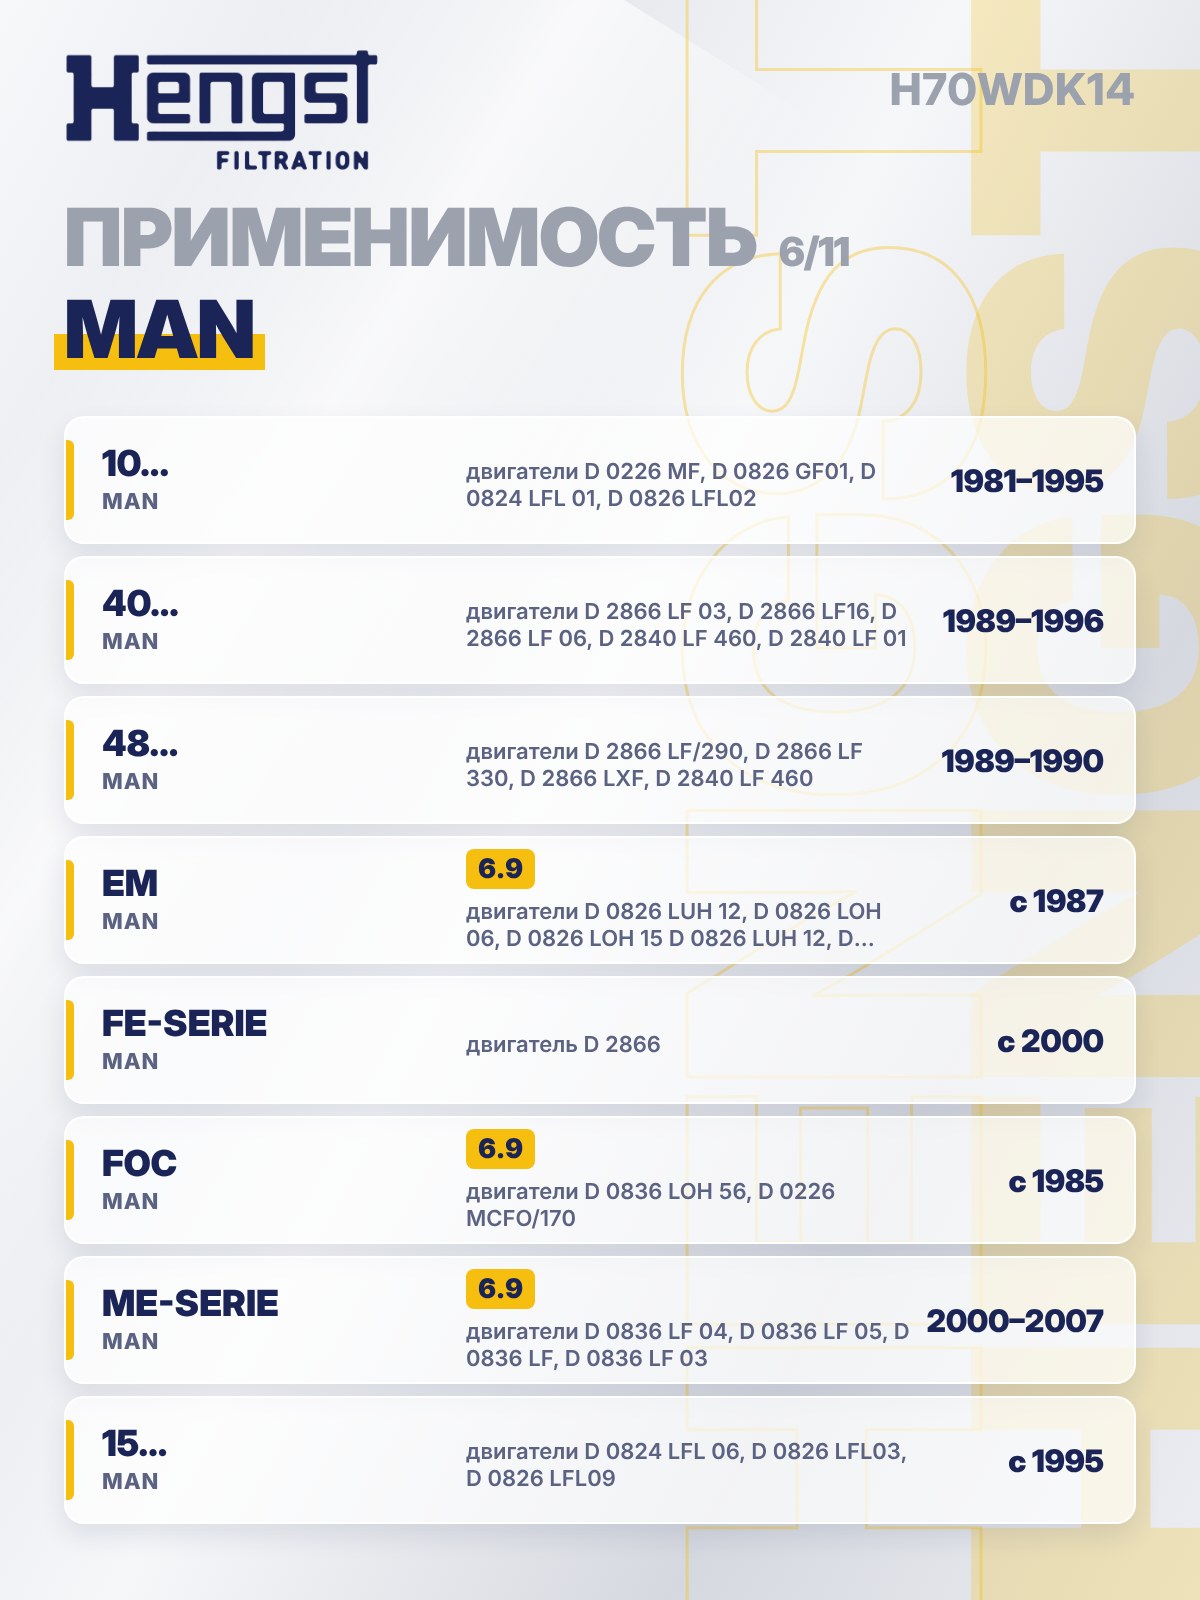 Hengst
FILTRATION
H70WDK14
ПРИМЕНИМОСТЬ 6/11
MAN
10...
MAN
двигатели D 0226 MF, D 0826 GF01, D
0824 LFL 01, D 0826 LFL02
1981–1995
40...
MAN
двигатели D 2866 LF 03, D 2866 LF16, D
2866 LF 06, D 2840 LF 460, D 2840 LF 01
1989–1996
48...
MAN
двигатели D 2866 LF/290, D 2866 LF
330, D 2866 LXF, D 2840 LF 460
1989–1990
EM
MAN
6.9
двигатели D 0826 LUH 12, D 0826 LOH
06, D 0826 LOH 15 D 0826 LUH 12, D...
с 1987
FE-SERIE
MAN
двигатель D 2866
с 2000
FOC
MAN
6.9
двигатели D 0836 LOH 56, D 0226
MCFO/170
с 1985
ME-SERIE
MAN
6.9
двигатели D 0836 LF 04, D 0836 LF 05, D
0836 LF, D 0836 LF 03
2000–2007
15...
MAN
двигатели D 0824 LFL 06, D 0826 LFL03,
D 0826 LFL09
с 1995
HENGST